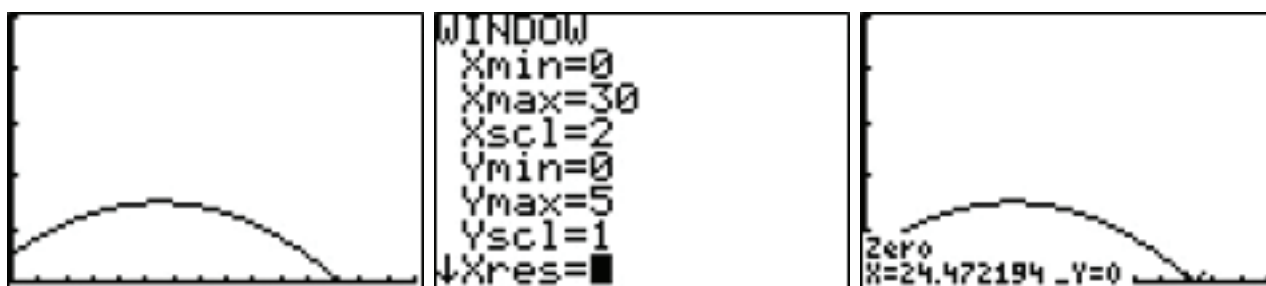 WINDOW
Xmin=0
Xmax=30
Xscl=2
Ymin=0
Ymax=5
Yscl=1
↓Xres=
Zero
X=24.472194 Y=0